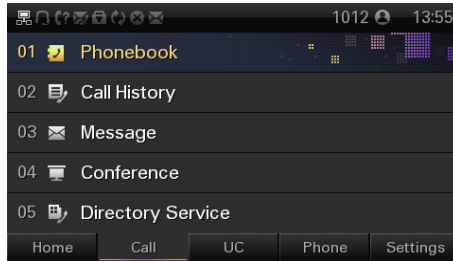 1012 13:55
01 Phonebook
02 Call History
03 Message
04 Conference
05 Directory Service
Home Call UC Phone Settings